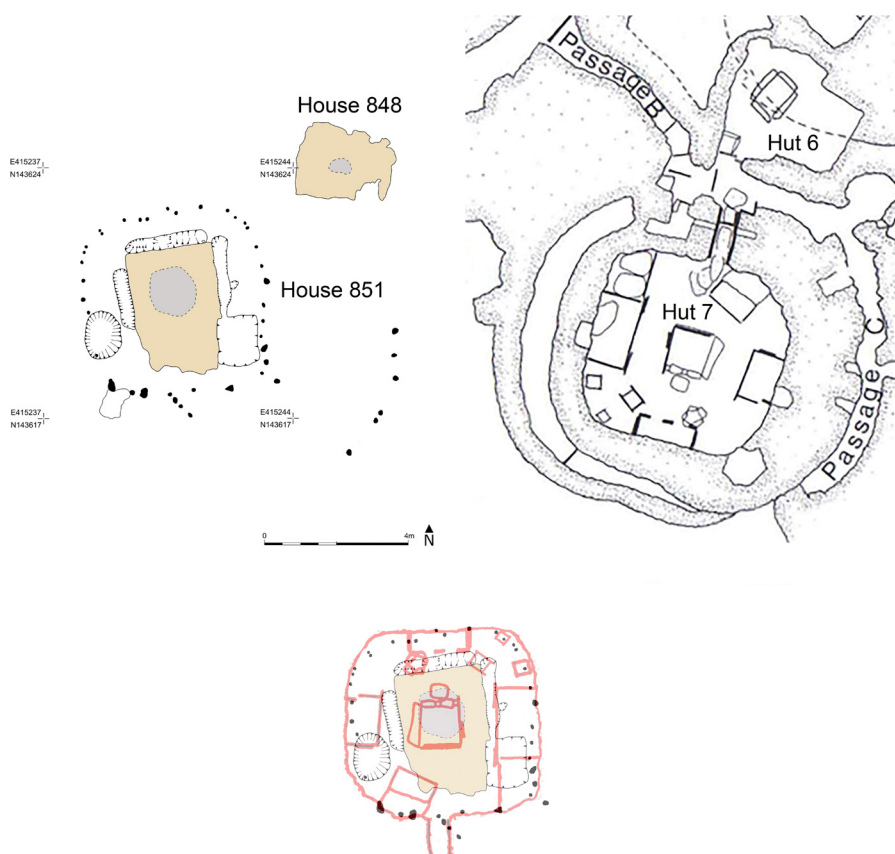 House 848
E415237
N143624
E415244
N143624
House 851
E415237
N143617
E415244
N143617
0
4m
N
Passage B
Hut 6
Hut 7
Passage C